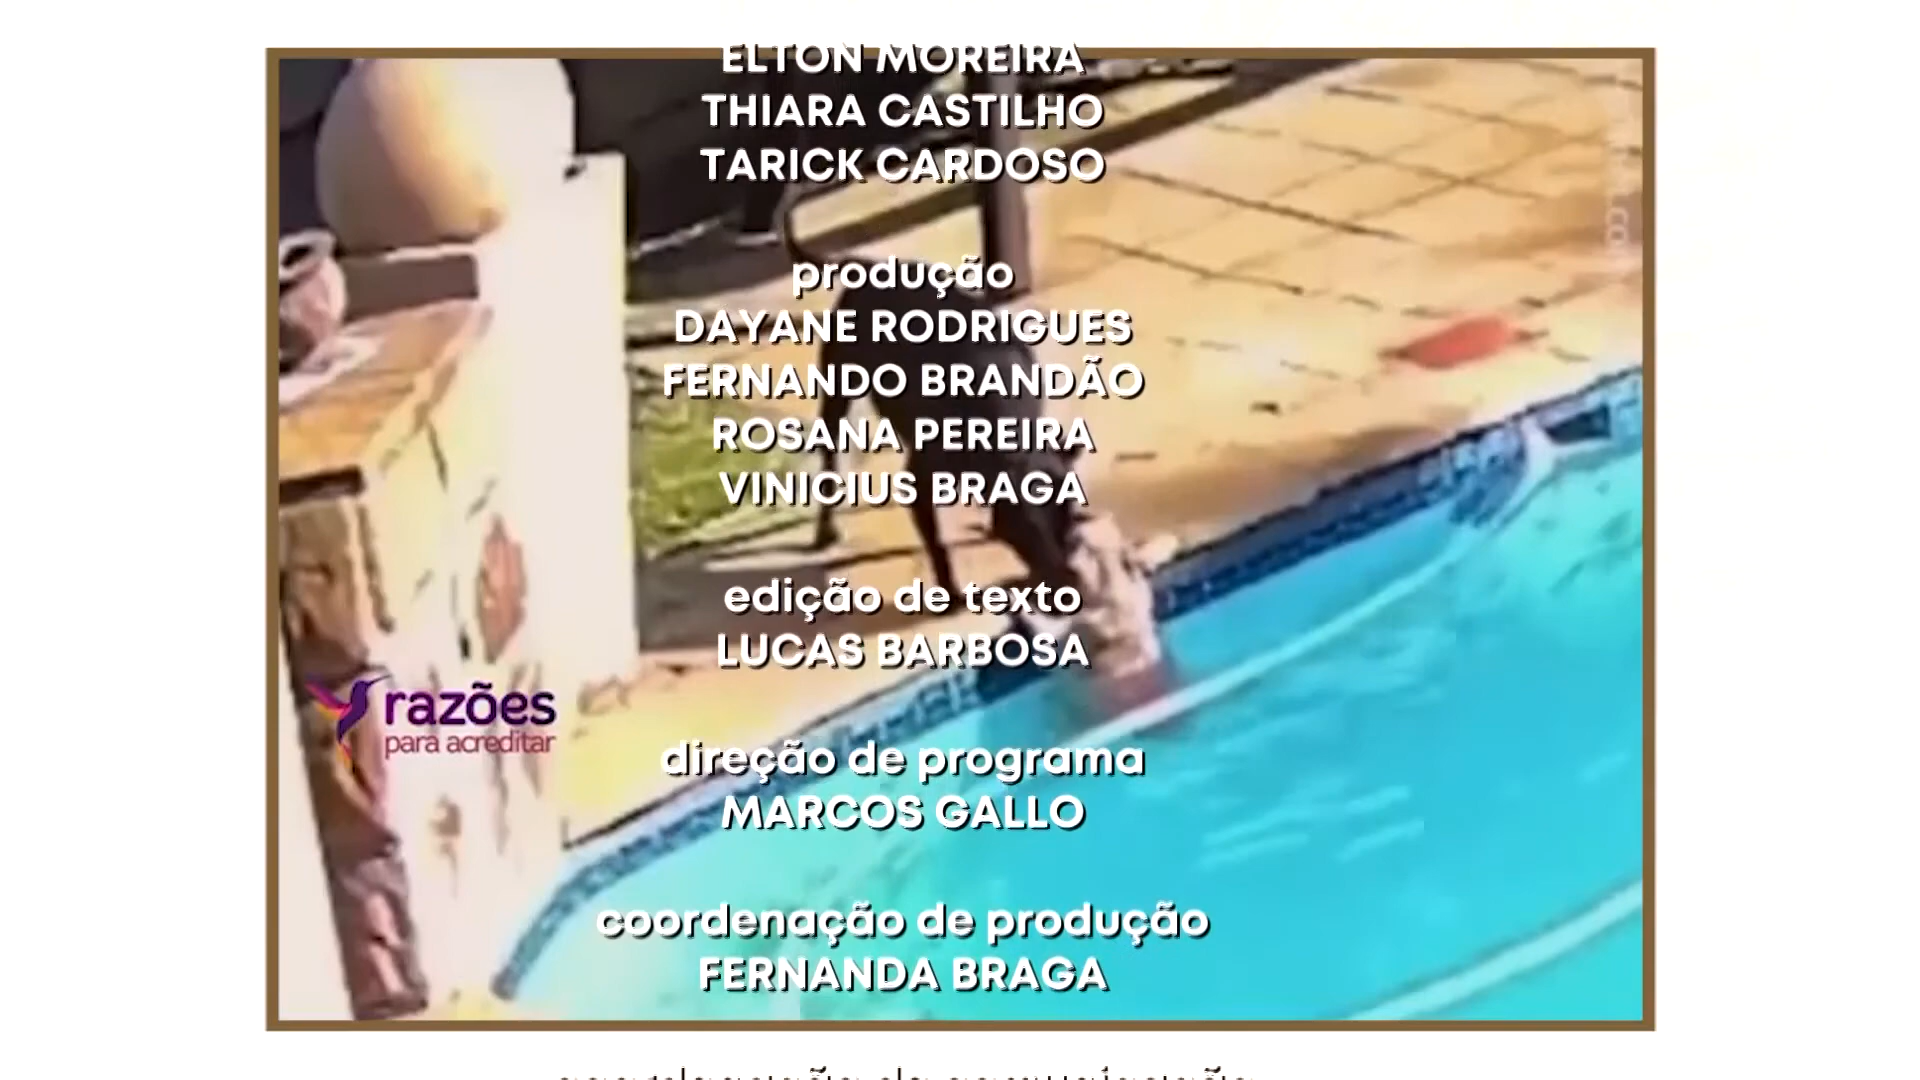 ELTON MOREIRA
THIARA CASTILHO
TARICK CARDOSO
produção
DAYANE RODRIGUES
FERNANDO BRANDÃO
ROSANA PEREIRA
VINICIUS BRAGA
edição de texto
LUCAS BARBOSA
razões
para acreditar
direção de programa
MARCOS GALLO
coordenação de produção
FERNANDA BRAGA